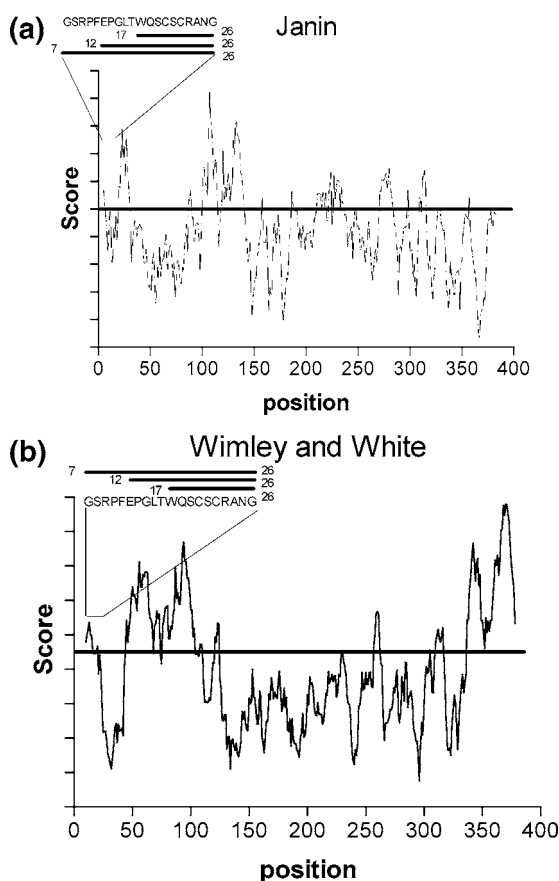 (a)
Janin
GSRPFEPGLTWQSCSCRANG
17 26
12 26
7 26
Score
0 50 100 150 200 250 300 350 400
position
(b)
Wimley and White
7 26
12 26
17 26
GSRPFEPGLTWQSCSCRANG
Score
0 50 100 150 200 250 300 350 400
position